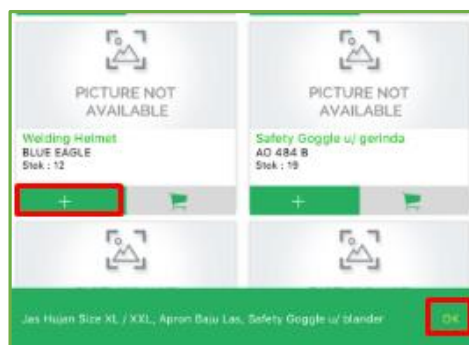 PICTURE NOT
AVAILABLE
Welding Helmet
BLUE EAGLE
Stok : 12
+
PICTURE NOT
AVAILABLE
Safety Goggle u/ gerinda
AO 484 B
Stok : 19
+
Jas Hujan Size XL / XXL, Apron Baju Las, Safety Goggle u/ blander
OK